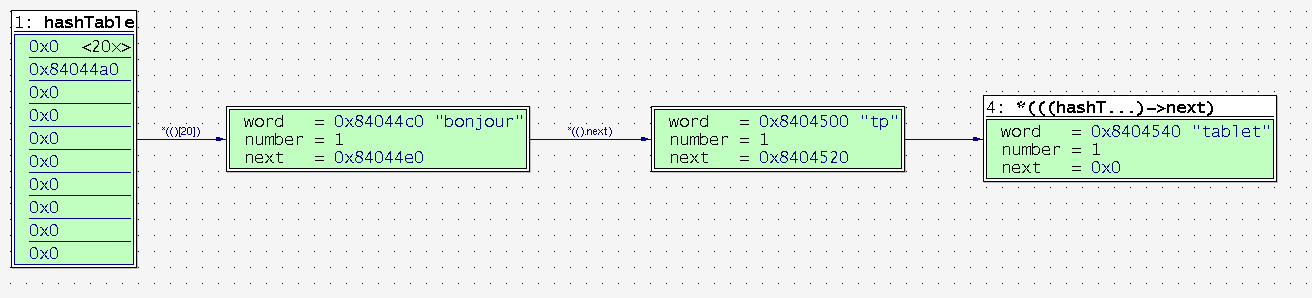 1: hashTable
0x0 <20x>
0x84044a0
0x0
0x0
0x0
0x0
0x0
0x0
0x0
0x0
*(()[20])
word = 0x84044c0 "bonjour"
number = 1
next = 0x84044e0
*(().next)
word = 0x8404500 "tp"
number = 1
next = 0x8404520
4: *(((hashT...)->next)
word = 0x8404540 "tablet"
number = 1
next = 0x0